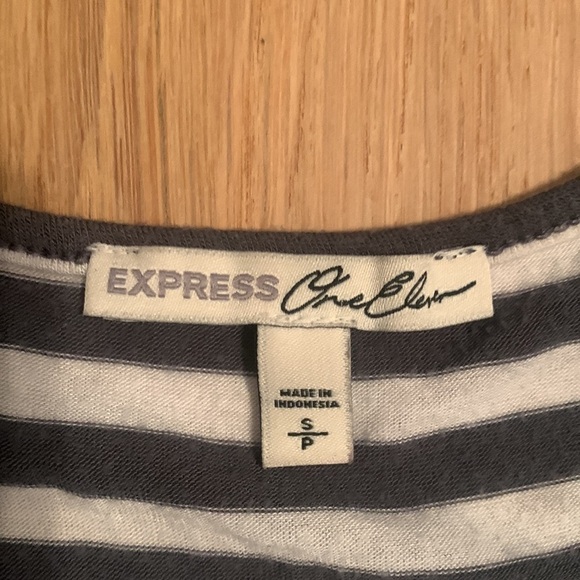 EXPRESS One Eleven
MADE IN
INDONESIA
S
P